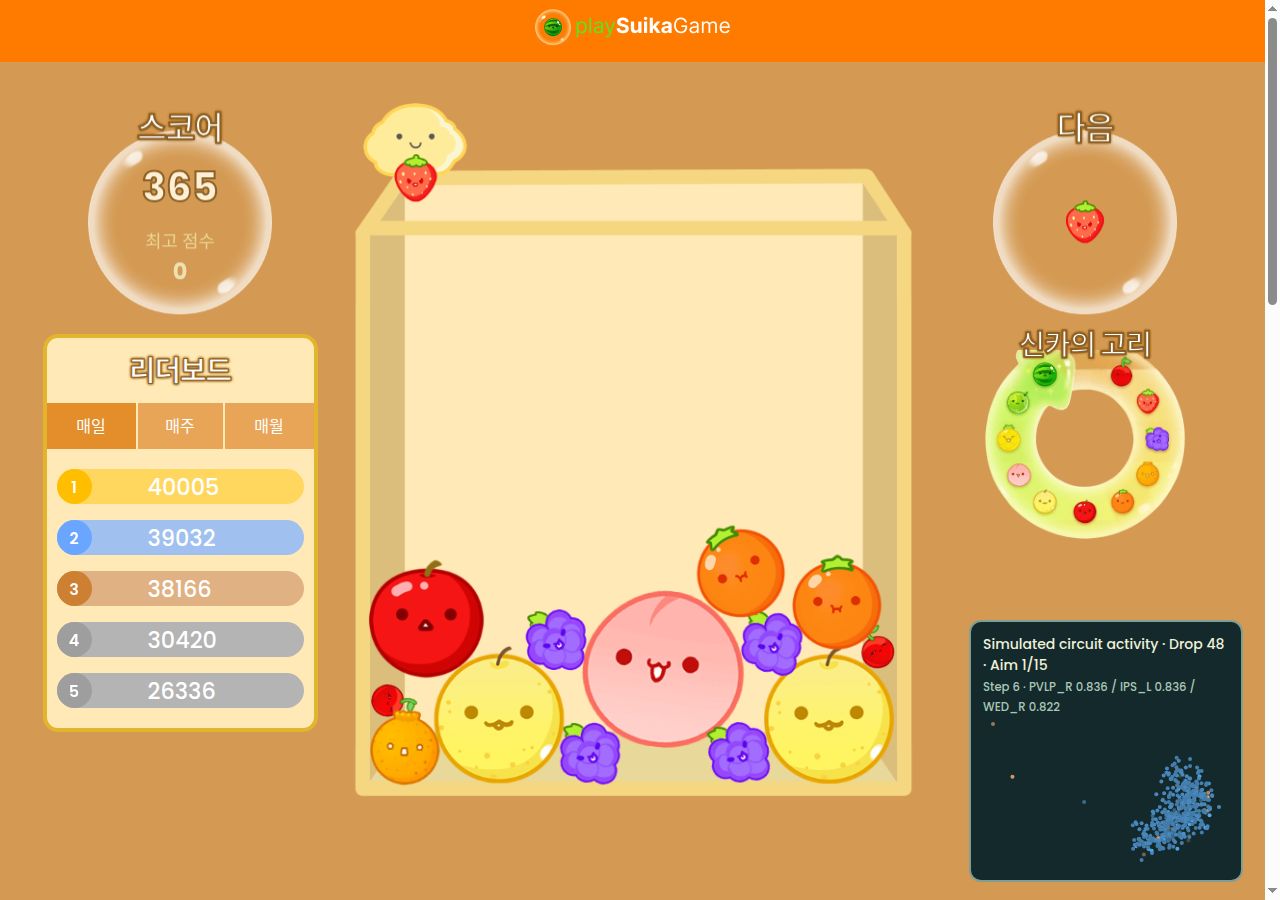 playSuikaGame
스코어
365
최고 점수
0
다음
신카의 고리
리더보드
매일 매주 매월
1 40005
2 39032
3 38166
4 30420
5 26336
Simulated circuit activity · Drop 48
· Aim 1/15
Step 6 · PVLP_R 0.836 / IPS_L 0.836 /
WED_R 0.822